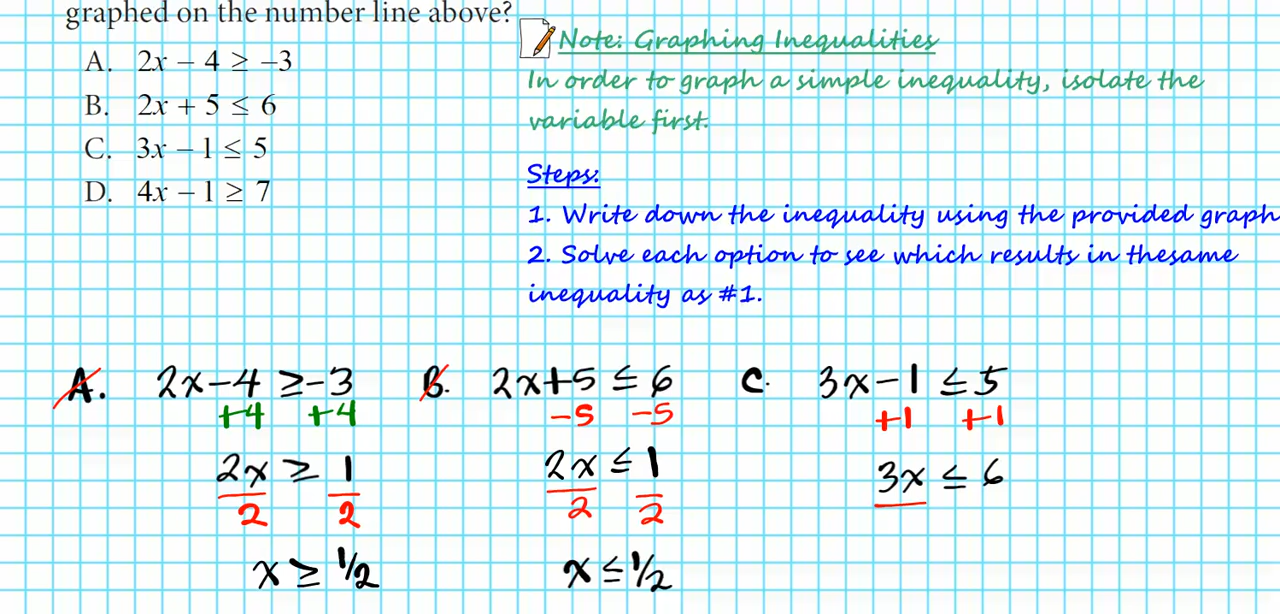 graphed on the number line above?
A. 2x − 4 ≥ −3
B. 2x + 5 ≤ 6
C. 3x − 1 ≤ 5
D. 4x − 1 ≥ 7
Note: Graphing Inequalities
In order to graph a simple inequality, isolate the
variable first.
Steps:
1. Write down the inequality using the provided graph
2. Solve each option to see which results in thesame
inequality as #1.
A. 2x−4 ≥ −3
+4 +4
2x ≥ 1
2 2
x ≥ 1/2
B. 2x+5 ≤ 6
−5 −5
2x ≤ 1
2 2
x ≤ 1/2
C. 3x−1 ≤ 5
+1 +1
3x ≤ 6